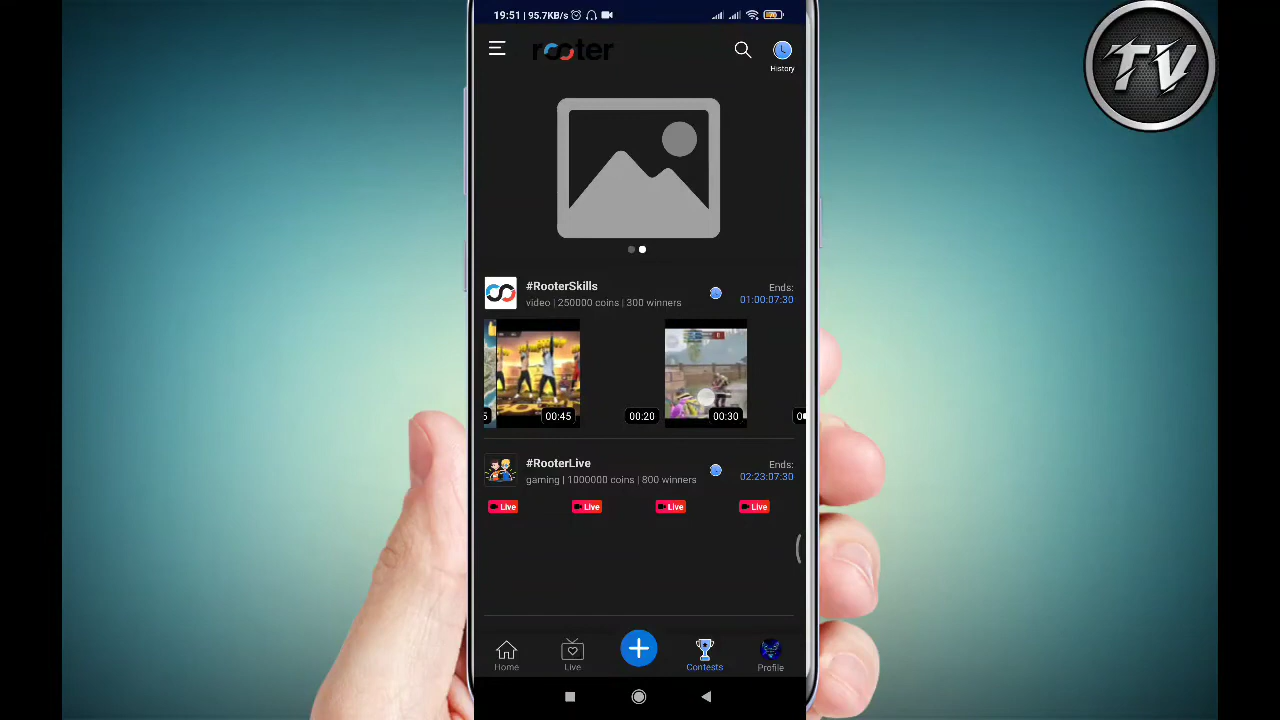 19:51 | 95.7KB/s
TV
rooter
History
#RooterSkills
video | 250000 coins | 300 winners
Ends:
01:00:07:30
5
00:45
00:20
00:30
#RooterLive
gaming | 1000000 coins | 800 winners
Ends:
02:23:07:30
Live
Live
Live
Live
Home
Live
Contests
Profile